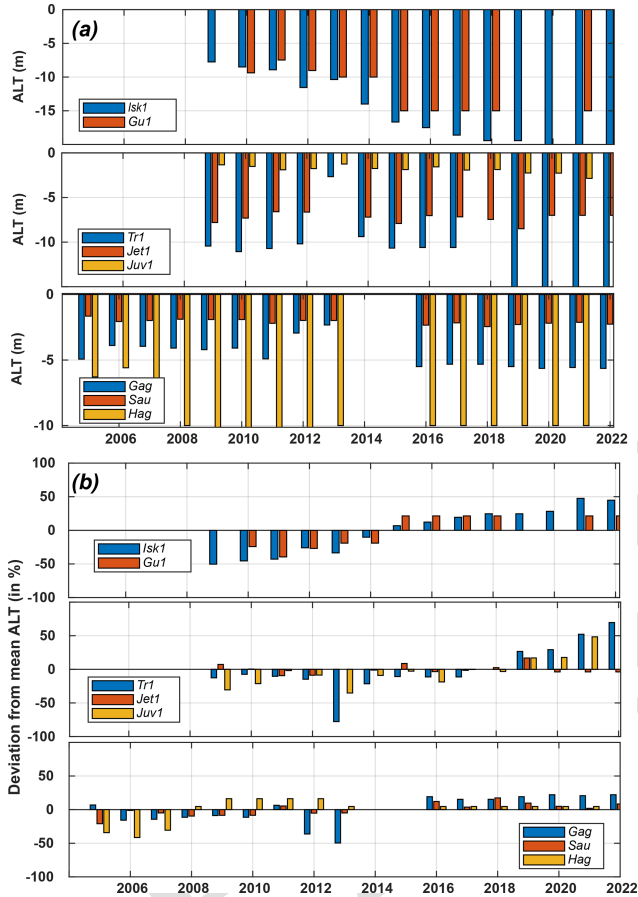 (a)
0
-5
-10
-15
ALT (m)
Isk1
Gu1
0
-5
-10
ALT (m)
Tr1
Jet1
Juv1
0
-5
-10
ALT (m)
Gag
Sau
Hag
2006 2008 2010 2012 2014 2016 2018 2020 2022
(b)
100
50
0
-50
-100
Isk1
Gu1
Deviation from mean ALT (in %)
50
0
-50
-100
Tr1
Jet1
Juv1
50
0
-50
-100
Gag
Sau
Hag
2006 2008 2010 2012 2014 2016 2018 2020 2022